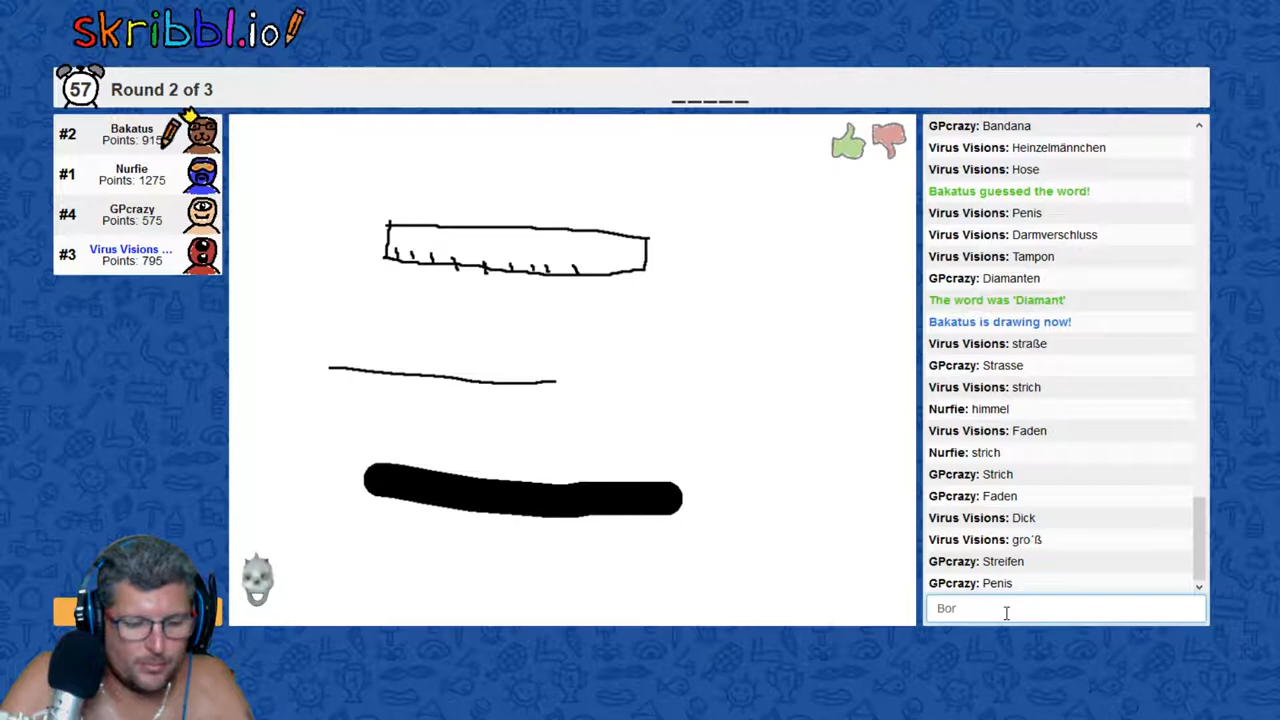 skribbl.io
57
Round 2 of 3
_____
#2
Bakatus
Points: 915
#1
Nurfie
Points: 1275
#4
GPcrazy
Points: 575
#3
Virus Visions ...
Points: 795
GPcrazy: Bandana
Virus Visions: Heinzelmännchen
Virus Visions: Hose
Bakatus guessed the word!
Virus Visions: Penis
Virus Visions: Darmverschluss
Virus Visions: Tampon
GPcrazy: Diamanten
The word was 'Diamant'
Bakatus is drawing now!
Virus Visions: straße
GPcrazy: Strasse
Virus Visions: strich
Nurfie: himmel
Virus Visions: Faden
Nurfie: strich
GPcrazy: Strich
GPcrazy: Faden
Virus Visions: Dick
Virus Visions: gro´ß
GPcrazy: Streifen
GPcrazy: Penis
Bor